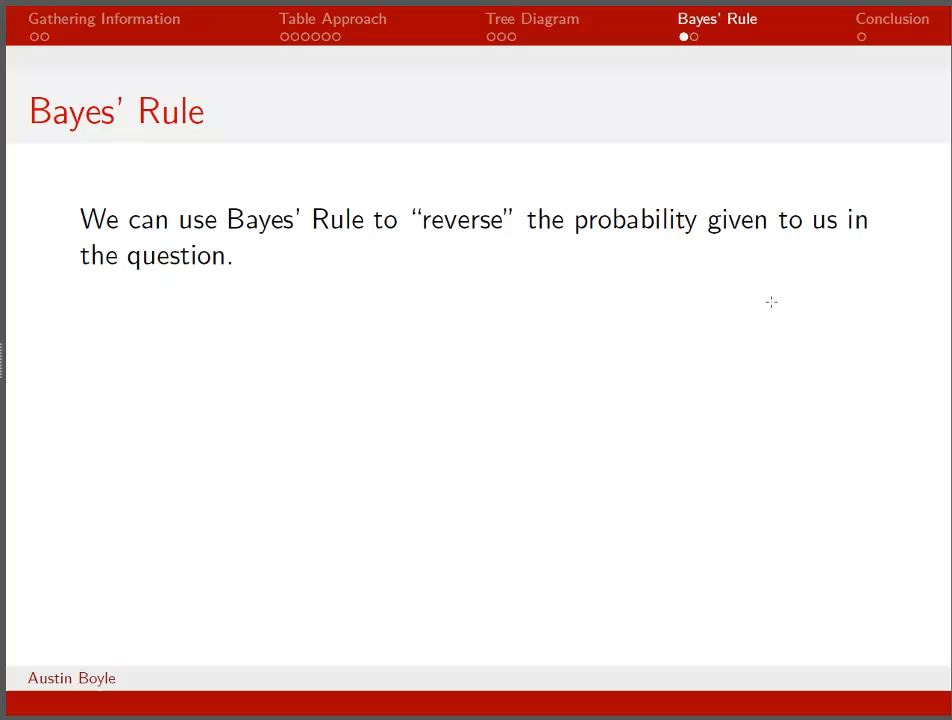 Gathering Information Table Approach Tree Diagram Bayes' Rule Conclusion
Bayes' Rule
We can use Bayes' Rule to “reverse” the probability given to us in
the question.
Austin Boyle